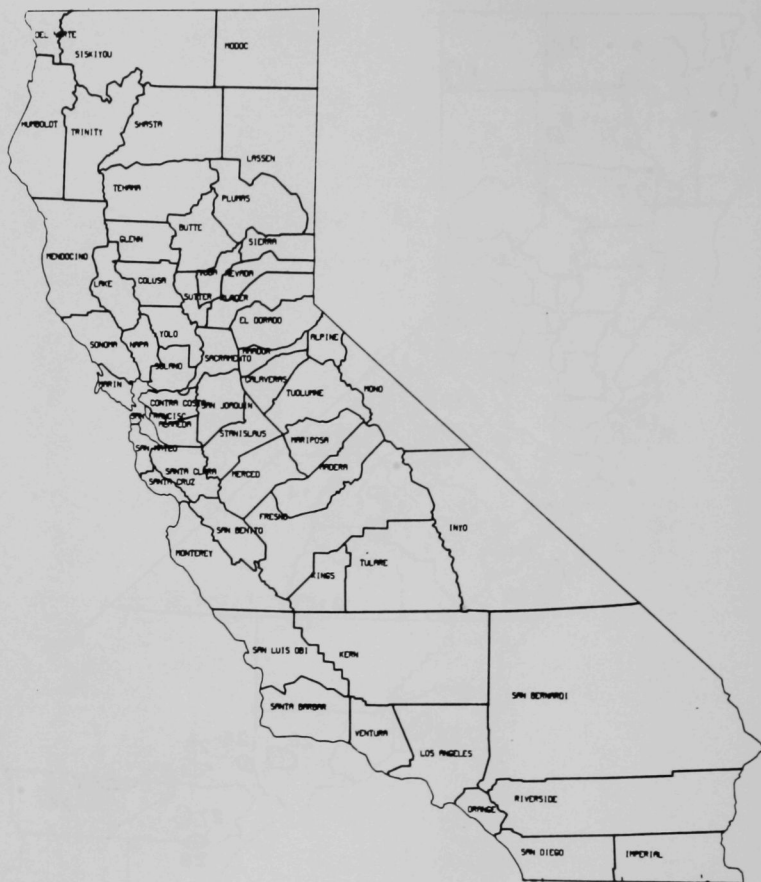 DEL NORTE
SISKIYOU
MODOC
HUMBOLDT
TRINITY
SHASTA
LASSEN
TEHAMA
PLUMAS
BUTTE
GLENN
SIERRA
MENDOCINO
LAKE
COLUSA
YUBA
NEVADA
SUTTER
PLACER
EL DORADO
SONOMA
NAPA
YOLO
ALPINE
SACRAMENTO
AMADOR
SOLANO
MARIN
CALAVERAS
MONO
TUOLUMNE
CONTRA COSTA
SAN JOAQUIN
SAN FRANCISC
ALAMEDA
STANISLAUS
MARIPOSA
SAN MATEO
SANTA CLARA
MERCED
MADERA
SANTA CRUZ
FRESNO
SAN BENITO
INYO
MONTEREY
KINGS
TULARE
SAN LUIS OBI
KERN
SAN BERNARDI
SANTA BARBAR
VENTURA
LOS ANGELES
ORANGE
RIVERSIDE
SAN DIEGO
IMPERIAL